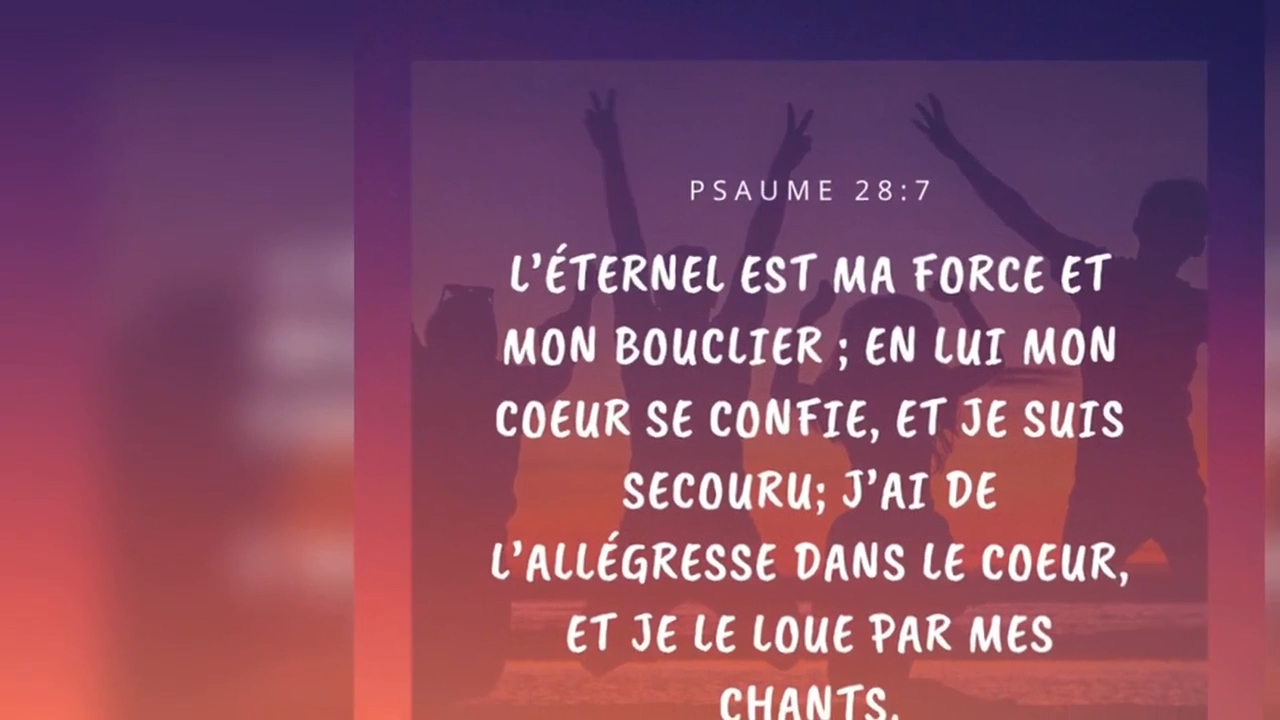 PSAUME 28:7
L'ÉTERNEL EST MA FORCE ET
MON BOUCLIER ; EN LUI MON
COEUR SE CONFIE, ET JE SUIS
SECOURU; J'AI DE
L'ALLÉGRESSE DANS LE COEUR,
ET JE LE LOUE PAR MES
CHANTS.